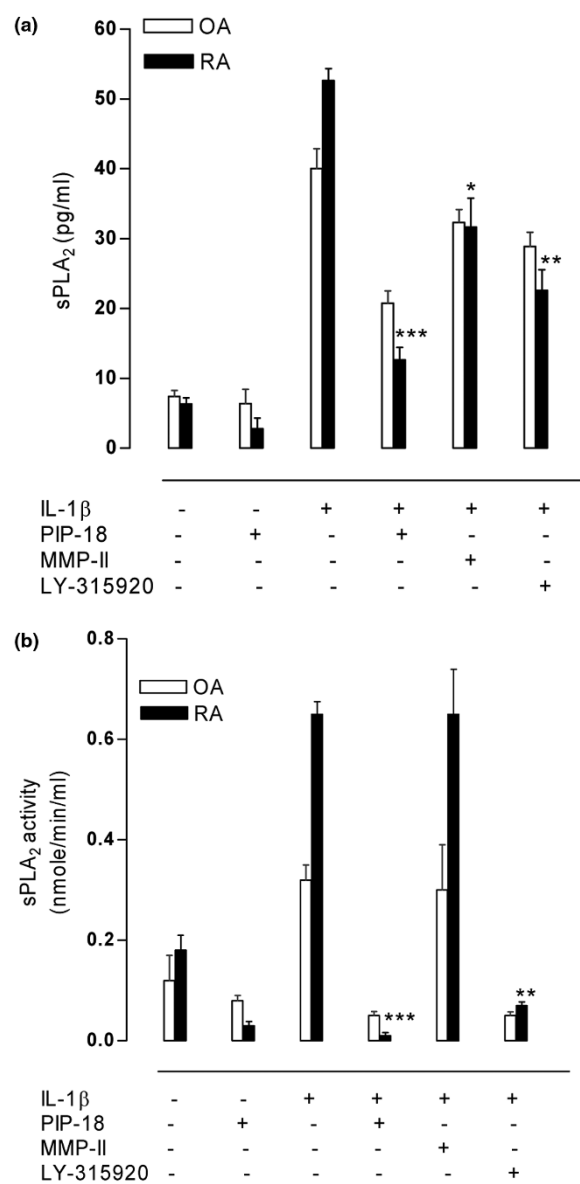 (a)
OA
RA
60
50
40
30
20
10
0
sPLA₂ (pg/ml)
*
**
***
IL-1β - - + + + +
PIP-18 - + - + - -
MMP-II - - - - + -
LY-315920 - - - - - +
(b)
OA
RA
0.8
0.6
0.4
0.2
0.0
sPLA₂ activity
(nmole/min/ml)
***
**
IL-1β - - + + + +
PIP-18 - + - + - -
MMP-II - - - - + -
LY-315920 - - - - - +